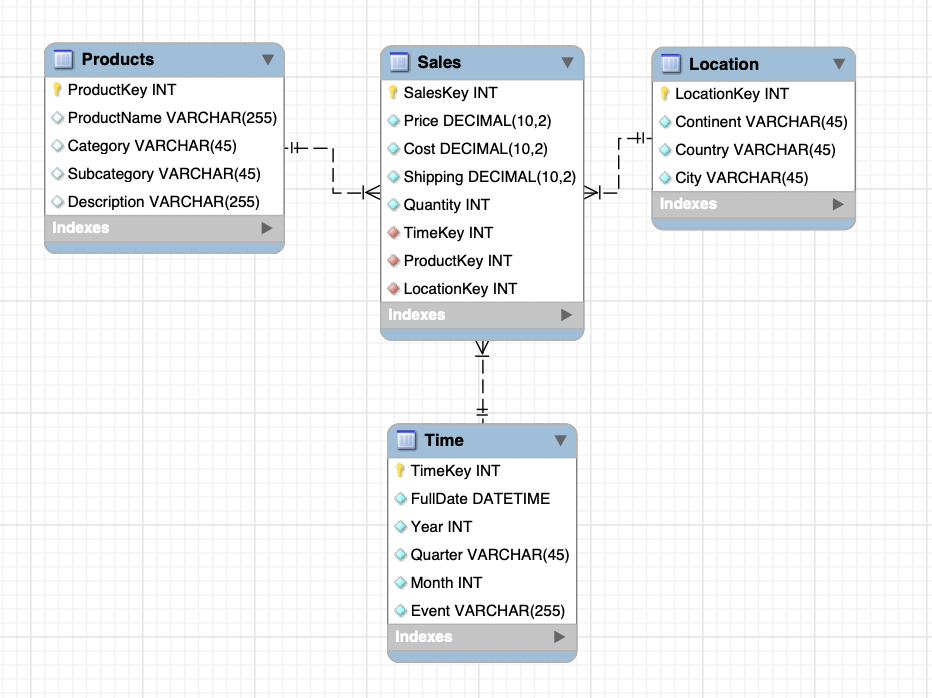 Products
ProductKey INT
ProductName VARCHAR(255)
Category VARCHAR(45)
Subcategory VARCHAR(45)
Description VARCHAR(255)
Indexes
Sales
SalesKey INT
Price DECIMAL(10,2)
Cost DECIMAL(10,2)
Shipping DECIMAL(10,2)
Quantity INT
TimeKey INT
ProductKey INT
LocationKey INT
Indexes
Location
LocationKey INT
Continent VARCHAR(45)
Country VARCHAR(45)
City VARCHAR(45)
Indexes
Time
TimeKey INT
FullDate DATETIME
Year INT
Quarter VARCHAR(45)
Month INT
Event VARCHAR(255)
Indexes